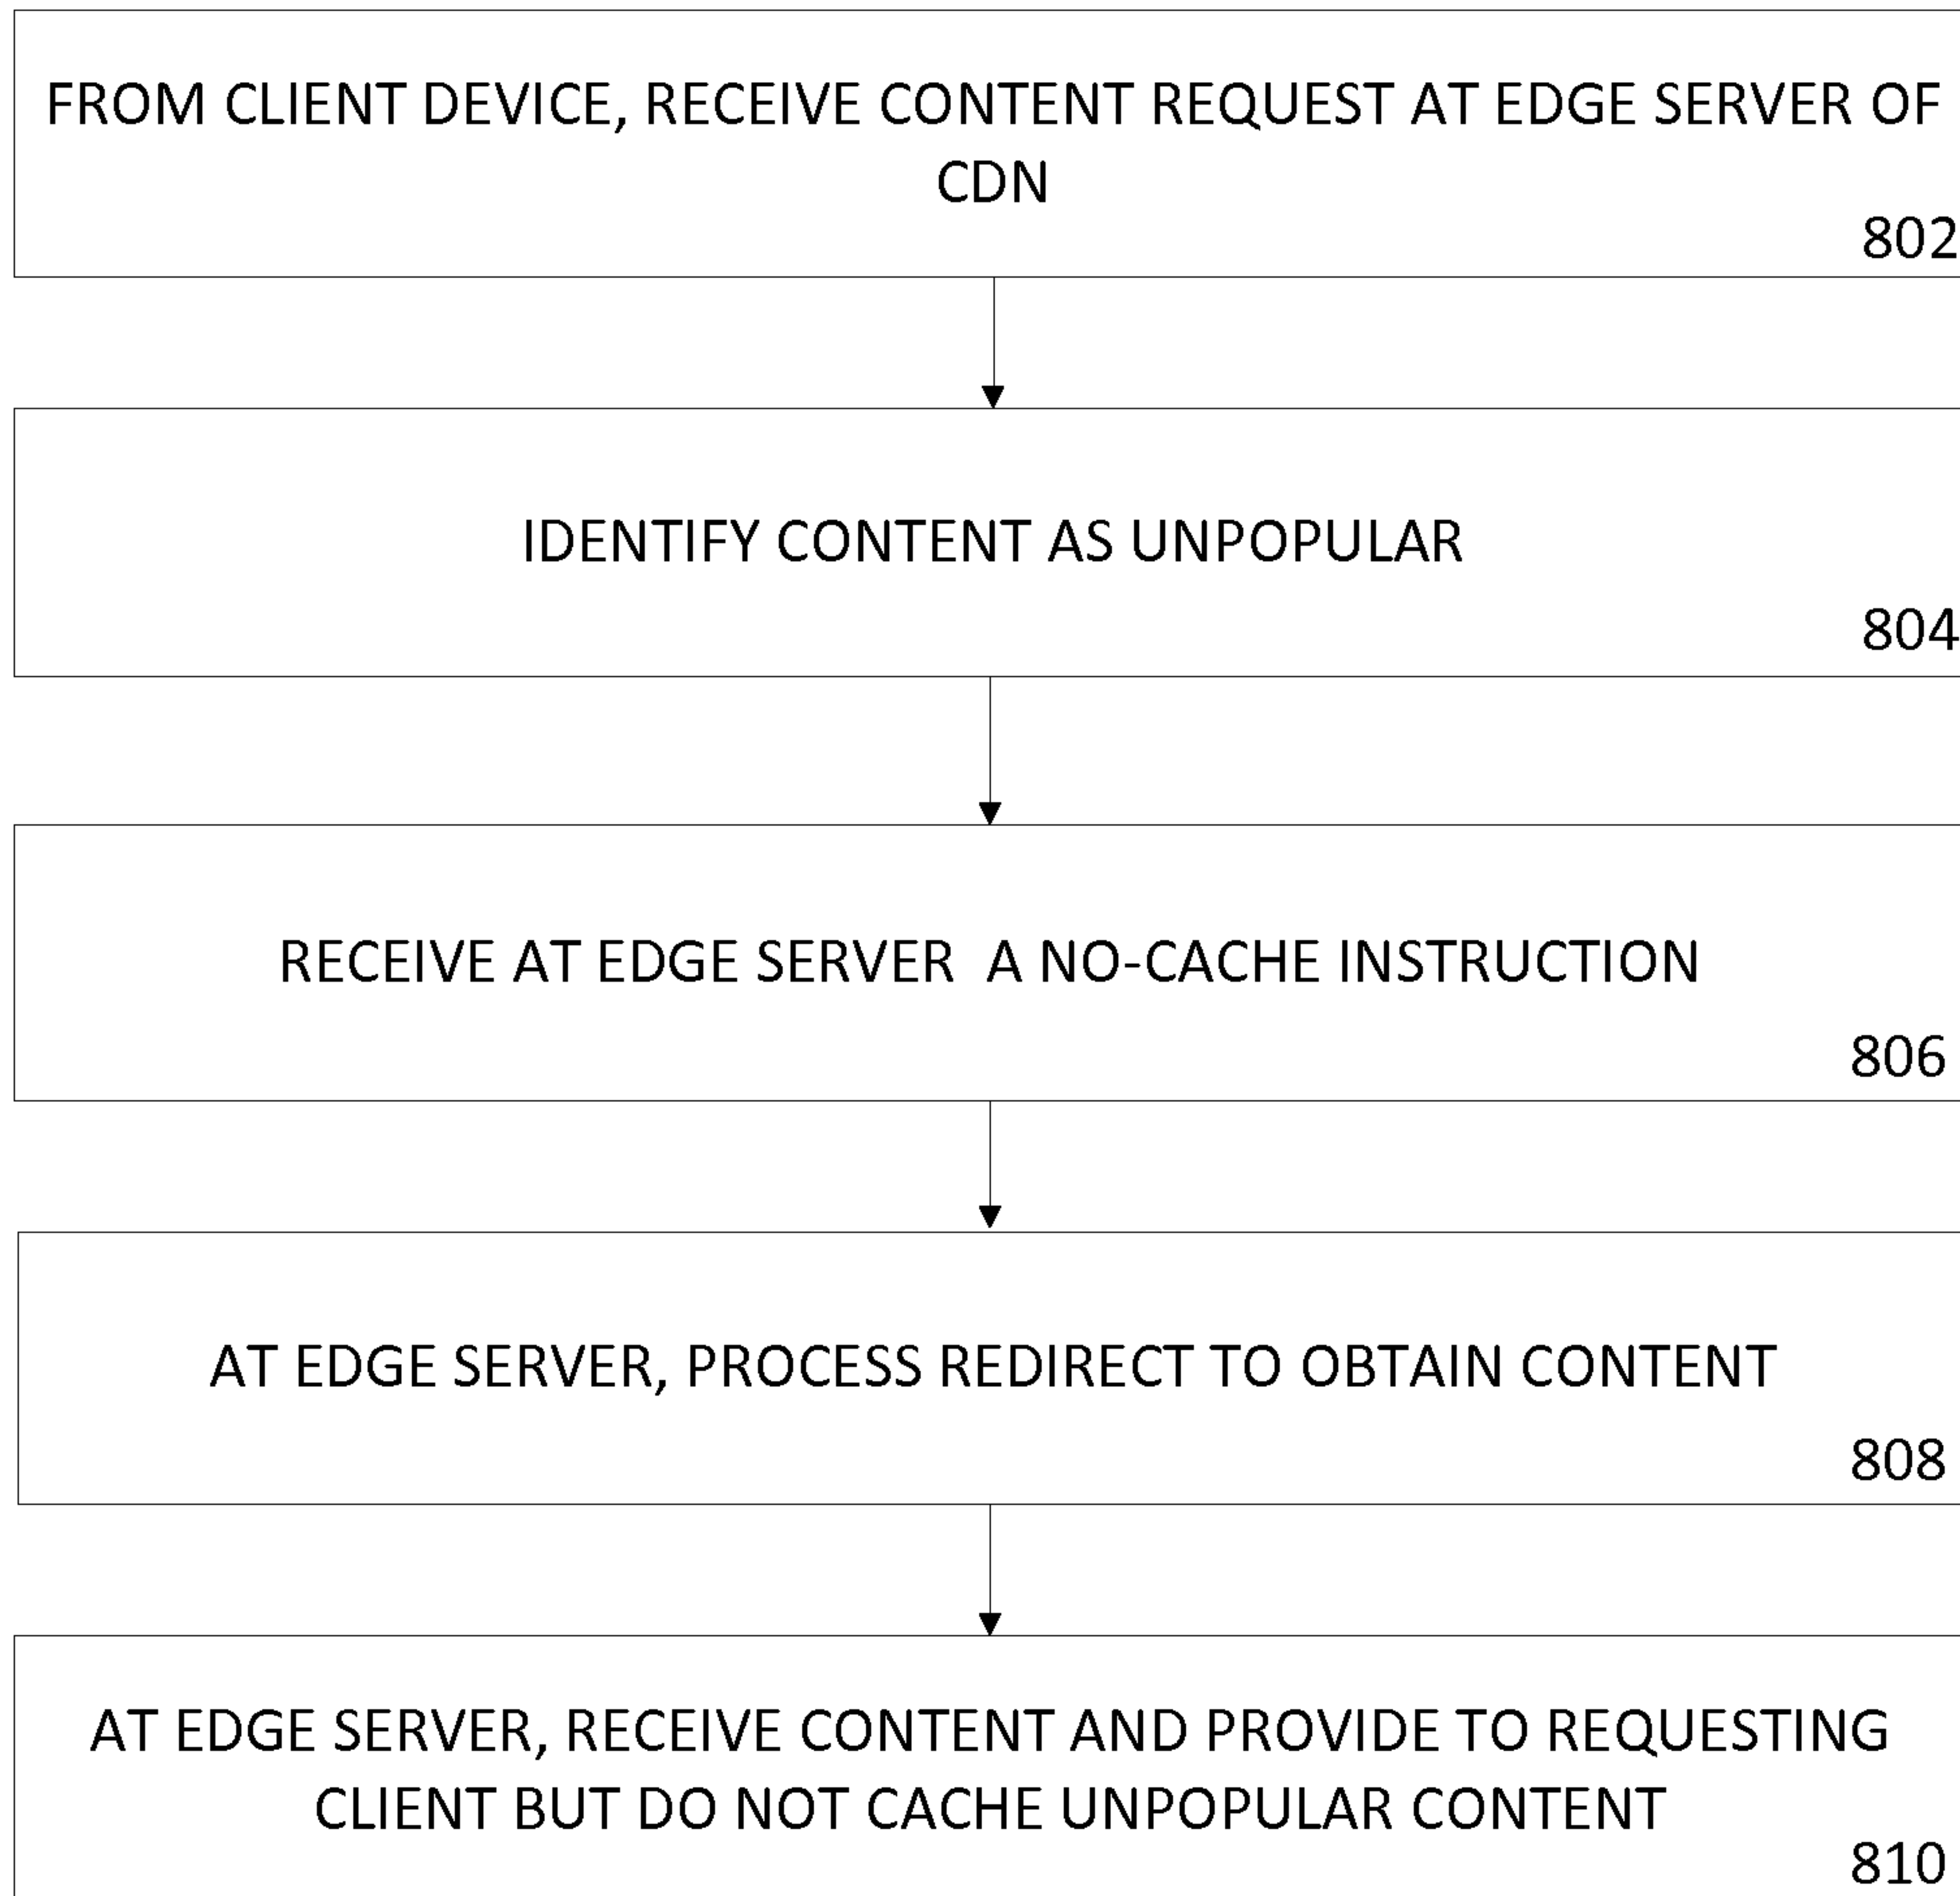 FROM CLIENT DEVICE, RECEIVE CONTENT REQUEST AT EDGE SERVER OF
CDN
802
IDENTIFY CONTENT AS UNPOPULAR
804
RECEIVE AT EDGE SERVER A NO-CACHE INSTRUCTION
806
AT EDGE SERVER, PROCESS REDIRECT TO OBTAIN CONTENT
808
AT EDGE SERVER, RECEIVE CONTENT AND PROVIDE TO REQUESTING
CLIENT BUT DO NOT CACHE UNPOPULAR CONTENT
810